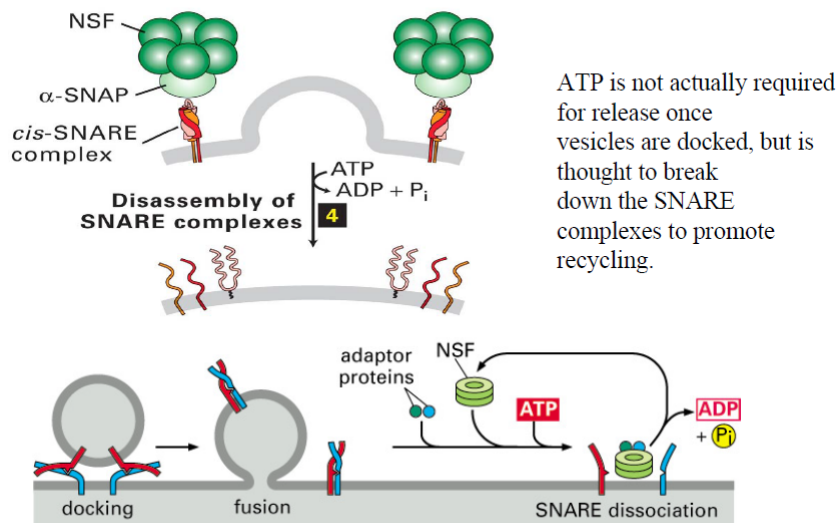 NSF
α-SNAP
cis-SNARE
complex
ATP
ADP + Pi
Disassembly of
SNARE complexes
4
ATP is not actually required
for release once
vesicles are docked, but is
thought to break
down the SNARE
complexes to promote
recycling.
adaptor
proteins
NSF
ATP
ADP
+ Pi
docking
fusion
SNARE dissociation